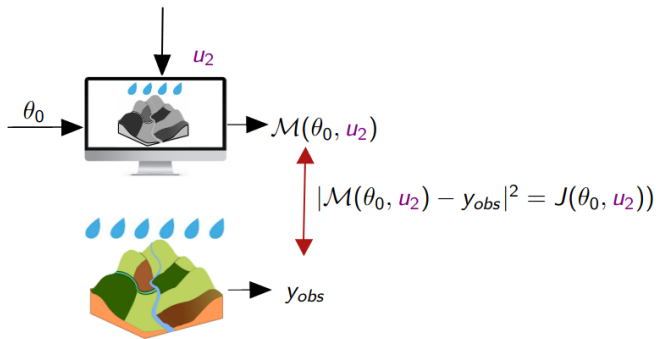 u₂
θ₀
ℳ(θ₀, u₂)
|ℳ(θ₀, u₂) − y_obs|² = J(θ₀, u₂))
y_obs